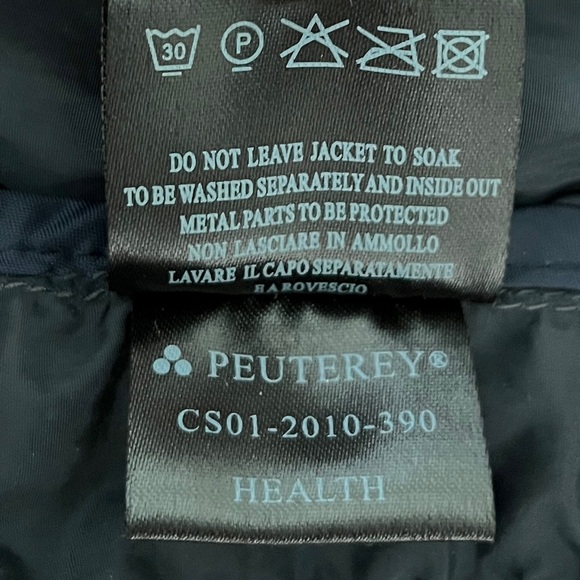 30 P
DO NOT LEAVE JACKET TO SOAK
TO BE WASHED SEPARATELY AND INSIDE OUT
METAL PARTS TO BE PROTECTED
NON LASCIARE IN AMMOLLO
LAVARE IL CAPO SEPARATAMENTE
E A ROVESCIO
PEUTEREY®
CS01-2010-390
HEALTH